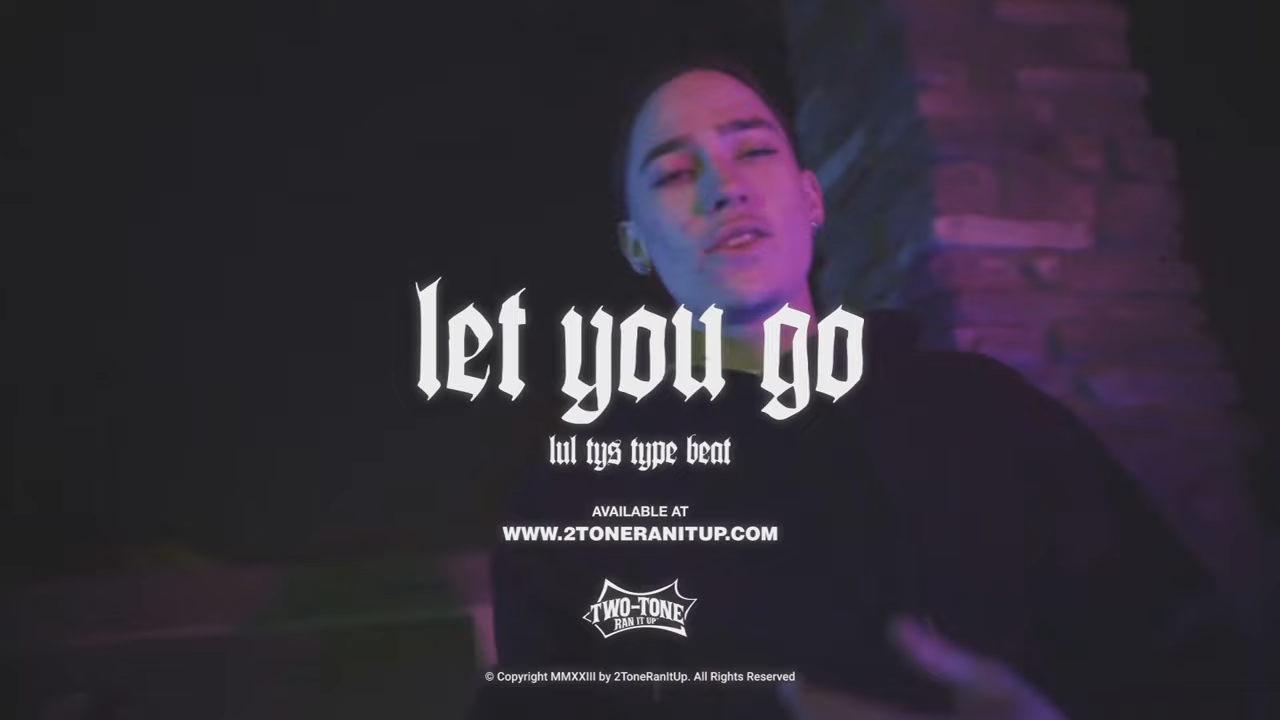 let you go
lul tys type beat
AVAILABLE AT
WWW.2TONERANITUP.COM
TWO-TONE
RAN IT UP
© Copyright MMXXIII by 2ToneRanItUp. All Rights Reserved